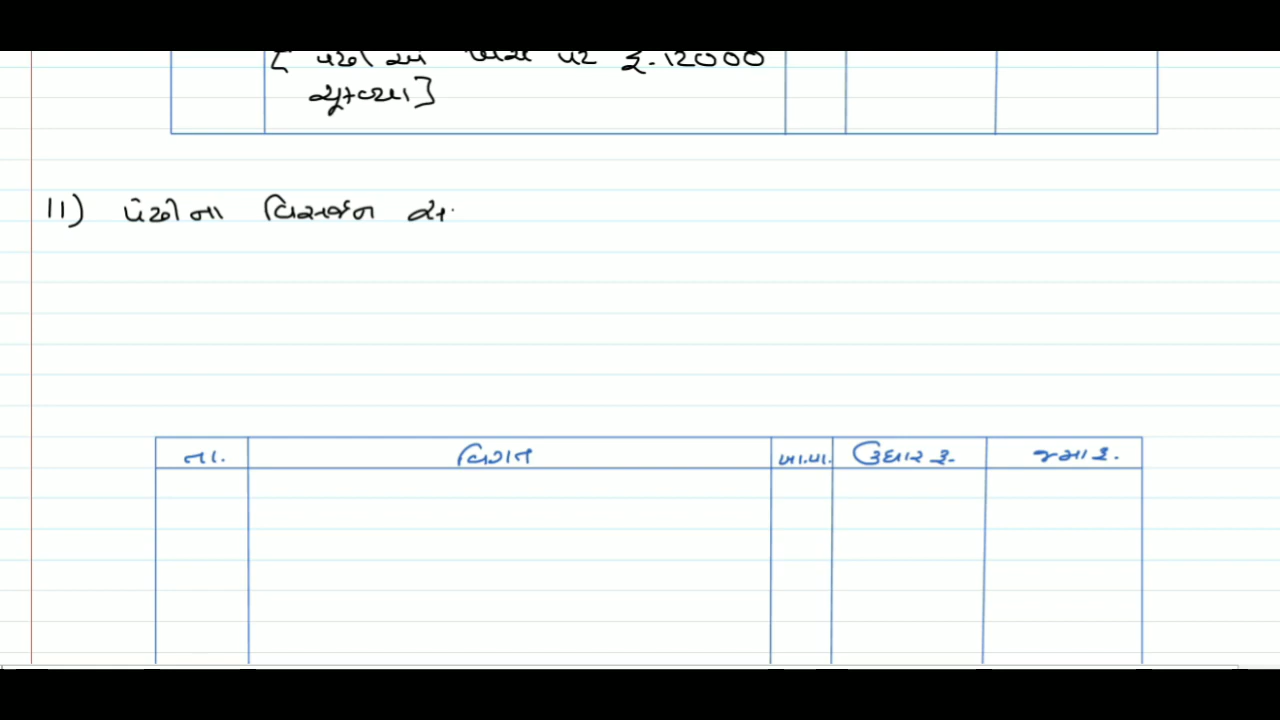 પર રૂ. 12000
ચૂકવ્યા]
11) પેઢીના વિસર્જન સ.
તા. વિગત ખા.પા. ઉધાર રૂ. જમા રૂ.